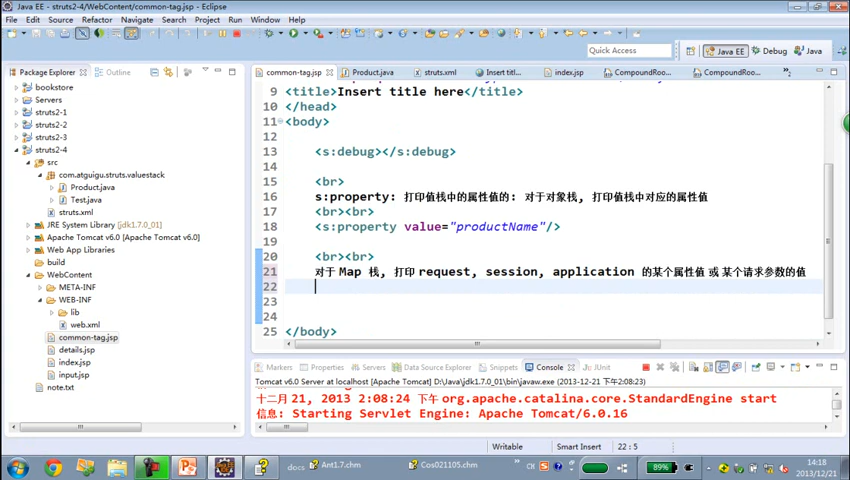 Java EE - struts2-4/WebContent/common-tag.jsp - Eclipse
File Edit Source Refactor Navigate Search Project Run Window Help
Quick Access
Java EE Debug Java
Package Explorer Outline
common-tag.jsp Product.java struts.xml Insert titl... index.jsp CompoundRoo... CompoundRoo...
bookstore
Servers
struts2-1
struts2-2
struts2-3
struts2-4
src
com.atguigu.struts.valuestack
Product.java
Test.java
struts.xml
JRE System Library [jdk1.7.0_01]
Apache Tomcat v6.0 [Apache Tomcat v6.0]
Web App Libraries
build
WebContent
META-INF
WEB-INF
lib
web.xml
common-tag.jsp
details.jsp
index.jsp
input.jsp
note.txt
9 <title>Insert title here</title>
10 </head>
11 <body>
12
13 <s:debug></s:debug>
14
15 <br>
16 s:property: 打印值栈中的属性值的: 对于对象栈, 打印值栈中对应的属性值
17 <br><br>
18 <s:property value="productName"/>
19
20 <br><br>
21 对于 Map 栈, 打印 request, session, application 的某个属性值 或 某个请求参数的值
22
23
24
25 </body>
Markers Properties Servers Data Source Explorer Snippets Console JUnit
Tomcat v6.0 Server at localhost [Apache Tomcat] D:\Java\jdk1.7.0_01\bin\javaw.exe (2013-12-21 下午2:08:23)
十二月 21, 2013 2:08:24 下午 org.apache.catalina.core.StandardEngine start
信息: Starting Servlet Engine: Apache Tomcat/6.0.16
Writable Smart Insert 22 : 5
docs Ant1.7.chm Cos021105.chm CH 89% 14:18
2013/12/21